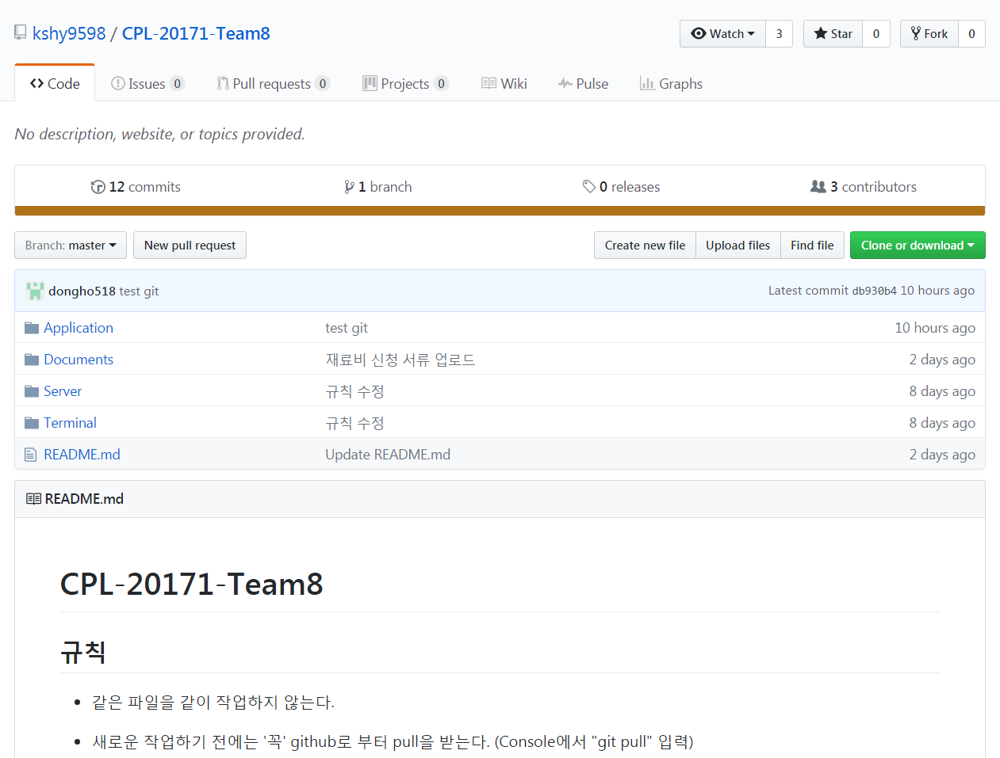 kshy9598 / CPL-20171-Team8
Watch 3 Star 0 Fork 0
Code Issues 0 Pull requests 0 Projects 0 Wiki Pulse Graphs
No description, website, or topics provided.
12 commits 1 branch 0 releases 3 contributors
Branch: master New pull request Create new file Upload files Find file Clone or download
dongho518 test git Latest commit db930b4 10 hours ago
Application test git 10 hours ago
Documents 재료비 신청 서류 업로드 2 days ago
Server 규칙 수정 8 days ago
Terminal 규칙 수정 8 days ago
README.md Update README.md 2 days ago
README.md
CPL-20171-Team8
규칙
• 같은 파일을 같이 작업하지 않는다.
• 새로운 작업하기 전에는 '꼭' github로 부터 pull을 받는다. (Console에서 "git pull" 입력)